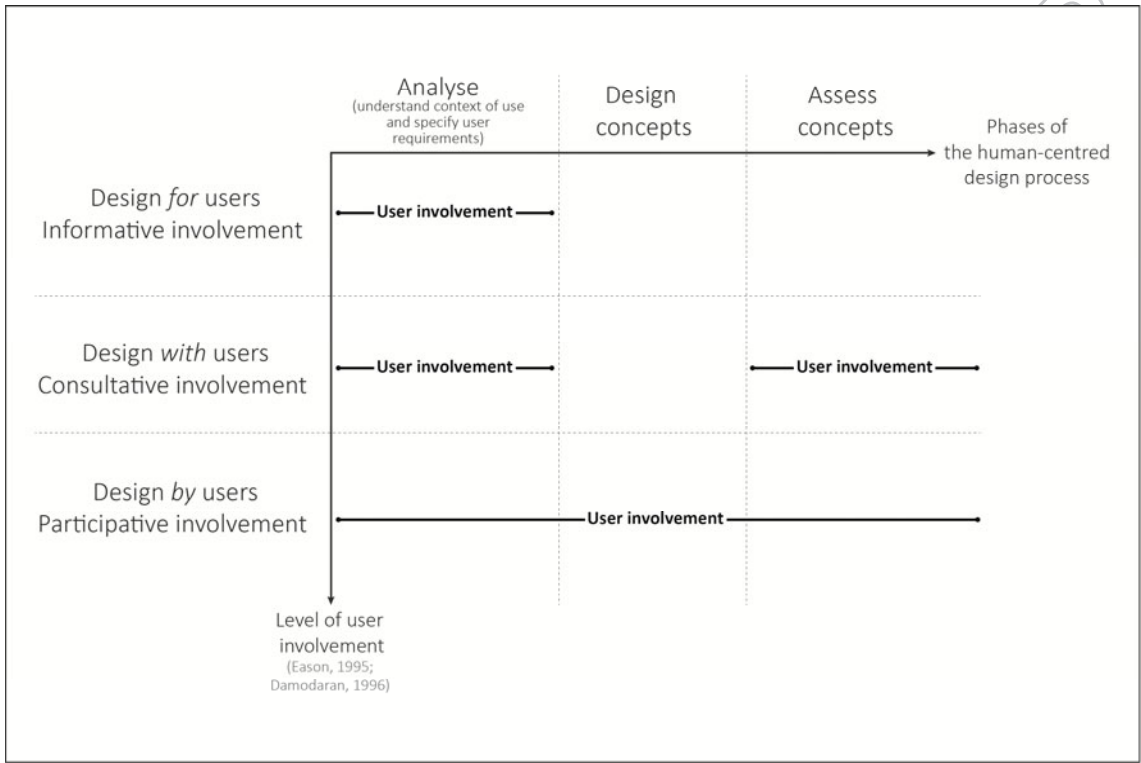 Analyse
(understand context of use
and specify user
requirements)
Design
concepts
Assess
concepts
Phases of
the human-centred
design process
Design for users
Informative involvement
User involvement
Design with users
Consultative involvement
User involvement
User involvement
Design by users
Participative involvement
User involvement
Level of user
involvement
(Eason, 1995;
Damodaran, 1996)